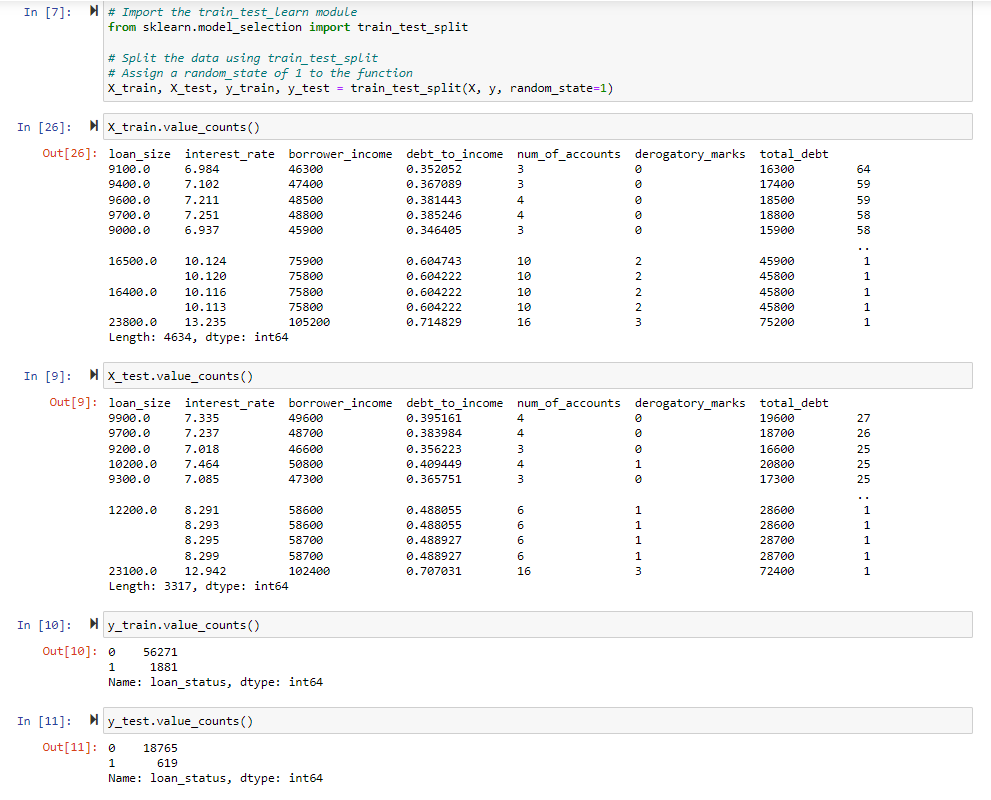 In [7]: # Import the train_test_learn module
from sklearn.model_selection import train_test_split
# Split the data using train_test_split
# Assign a random_state of 1 to the function
X_train, X_test, y_train, y_test = train_test_split(X, y, random_state=1)
In [26]: X_train.value_counts()
Out[26]: loan_size interest_rate borrower_income debt_to_income num_of_accounts derogatory_marks total_debt
9100.0 6.984 46300 0.352052 3 0 16300 64
9400.0 7.102 47400 0.367089 3 0 17400 59
9600.0 7.211 48500 0.381443 4 0 18500 59
9700.0 7.251 48800 0.385246 4 0 18800 58
9000.0 6.937 45900 0.346405 3 0 15900 58
..
16500.0 10.124 75900 0.604743 10 2 45900 1
10.120 75800 0.604222 10 2 45800 1
16400.0 10.116 75800 0.604222 10 2 45800 1
10.113 75800 0.604222 10 2 45800 1
23800.0 13.235 105200 0.714829 16 3 75200 1
Length: 4634, dtype: int64
In [9]: X_test.value_counts()
Out[9]: loan_size interest_rate borrower_income debt_to_income num_of_accounts derogatory_marks total_debt
9900.0 7.335 49600 0.395161 4 0 19600 27
9700.0 7.237 48700 0.383984 4 0 18700 26
9200.0 7.018 46600 0.356223 3 0 16600 25
10200.0 7.464 50800 0.409449 4 1 20800 25
9300.0 7.085 47300 0.365751 3 0 17300 25
..
12200.0 8.291 58600 0.488055 6 1 28600 1
8.293 58600 0.488055 6 1 28600 1
8.295 58700 0.488927 6 1 28700 1
8.299 58700 0.488927 6 1 28700 1
23100.0 12.942 102400 0.707031 16 3 72400 1
Length: 3317, dtype: int64
In [10]: y_train.value_counts()
Out[10]: 0 56271
1 1881
Name: loan_status, dtype: int64
In [11]: y_test.value_counts()
Out[11]: 0 18765
1 619
Name: loan_status, dtype: int64